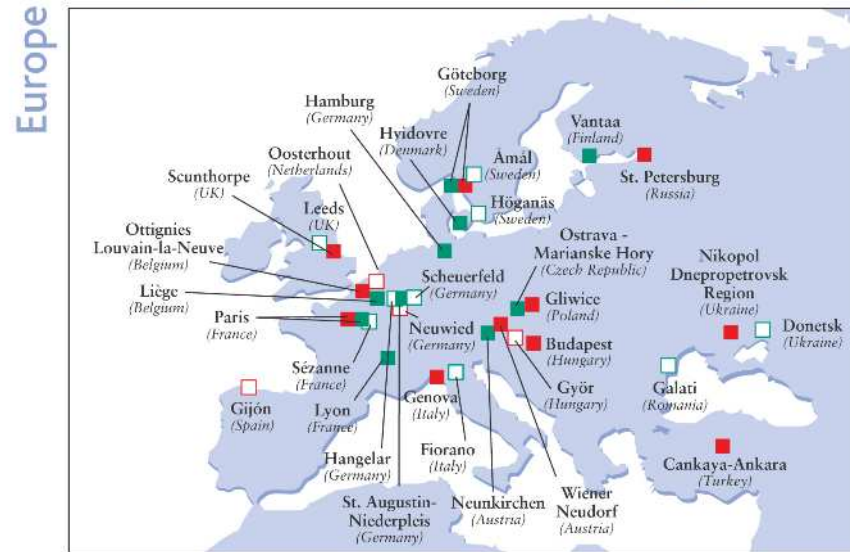 Europe
Göteborg
(Sweden)
Hamburg
(Germany)
Hyidovre
(Denmark)
Vantaa
(Finland)
Oosterhout
(Netherlands)
Åmål
(Sweden)
St. Petersburg
(Russia)
Scunthorpe
(UK)
Leeds
(UK)
Höganäs
(Sweden)
Ottignies
Louvain-la-Neuve
(Belgium)
Ostrava -
Marianske Hory
(Czech Republic)
Nikopol
Dnepropetrovsk
Region
(Ukraine)
Liège
(Belgium)
Scheuerfeld
(Germany)
Gliwice
(Poland)
Paris
(France)
Neuwied
(Germany)
Budapest
(Hungary)
Donetsk
(Ukraine)
Sézanne
(France)
Györ
(Hungary)
Galati
(Romania)
Gijón
(Spain)
Lyon
(France)
Genova
(Italy)
Hangelar
(Germany)
Fiorano
(Italy)
Cankaya-Ankara
(Turkey)
St. Augustin-
Niederpleis
(Germany)
Neunkirchen
(Austria)
Wiener
Neudorf
(Austria)